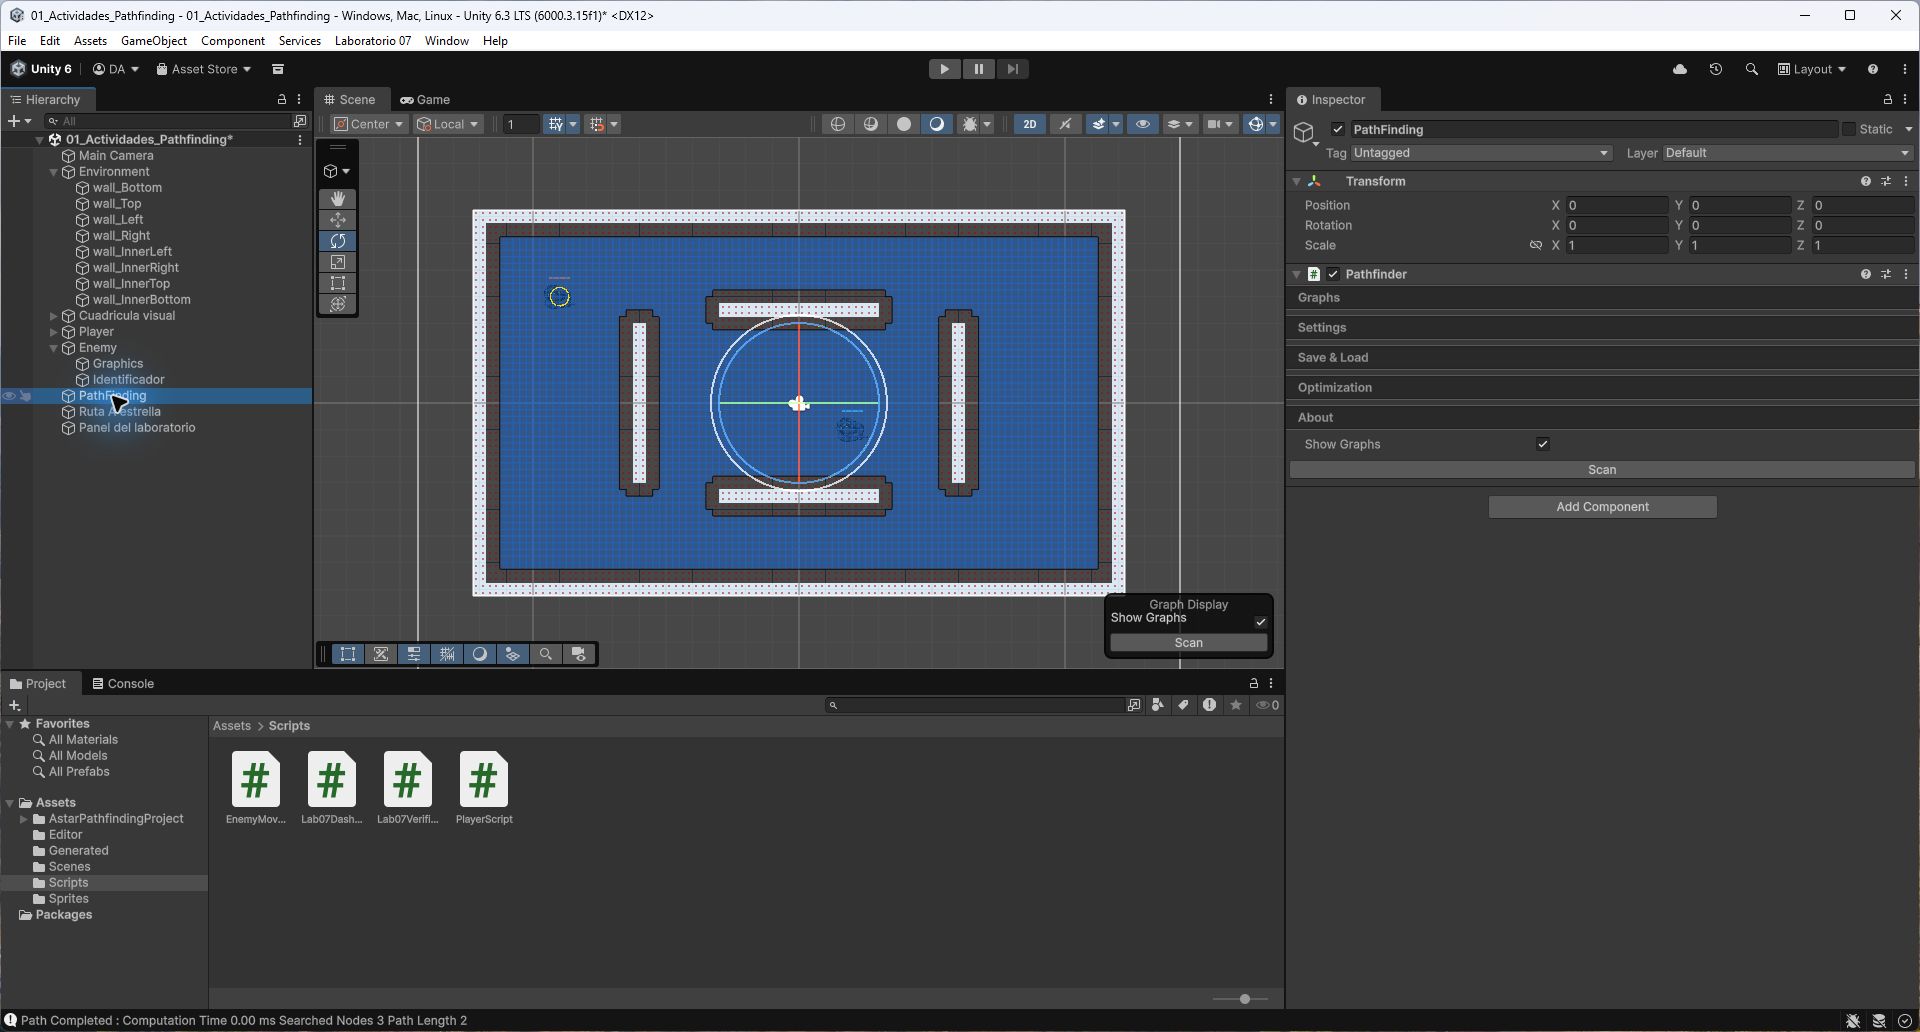 01_Actividades_Pathfinding - 01_Actividades_Pathfinding - Windows, Mac, Linux - Unity 6.3 LTS (6000.3.15f1)* <DX12>
File Edit Assets GameObject Component Services Laboratorio 07 Window Help
Unity 6 DA Asset Store Layout
Hierarchy
All
01_Actividades_Pathfinding*
Main Camera
Environment
wall_Bottom
wall_Top
wall_Left
wall_Right
wall_InnerLeft
wall_InnerRight
wall_InnerTop
wall_InnerBottom
Cuadricula visual
Player
Enemy
Graphics
Identificador
PathFinding
Ruta A estrella
Panel del laboratorio
Scene Game
Center Local 1 2D
Graph Display
Show Graphs
Scan
Inspector
PathFinding Static
Tag Untagged Layer Default
Transform
Position X 0 Y 0 Z 0
Rotation X 0 Y 0 Z 0
Scale X 1 Y 1 Z 1
# Pathfinder
Graphs
Settings
Save & Load
Optimization
About
Show Graphs
Scan
Add Component
Project Console
0
Favorites
All Materials
All Models
All Prefabs
Assets
AstarPathfindingProject
Editor
Generated
Scenes
Scripts
Sprites
Packages
Assets > Scripts
# # # #
EnemyMov... Lab07Dash... Lab07Verifi... PlayerScript
Path Completed : Computation Time 0.00 ms Searched Nodes 3 Path Length 2